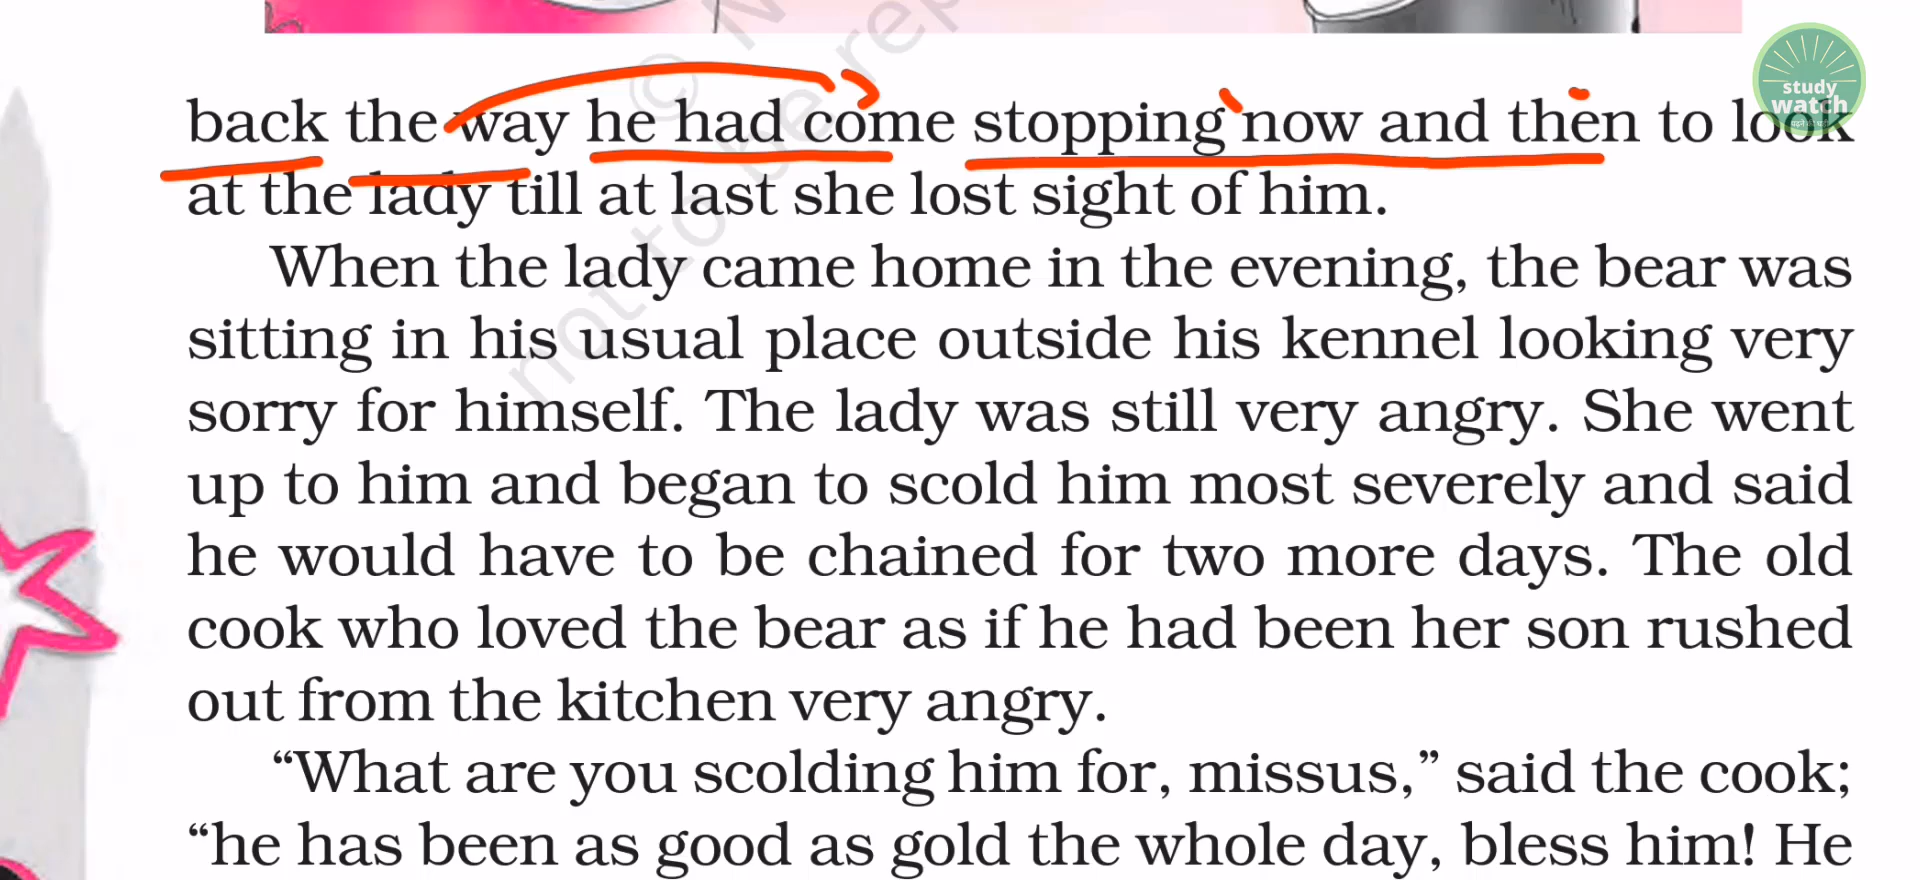 back the way he had come stopping now and then to look
at the lady till at last she lost sight of him.
When the lady came home in the evening, the bear was
sitting in his usual place outside his kennel looking very
sorry for himself. The lady was still very angry. She went
up to him and began to scold him most severely and said
he would have to be chained for two more days. The old
cook who loved the bear as if he had been her son rushed
out from the kitchen very angry.
“What are you scolding him for, missus,” said the cook;
“he has been as good as gold the whole day, bless him! He
study
watch
© N
not to be rep